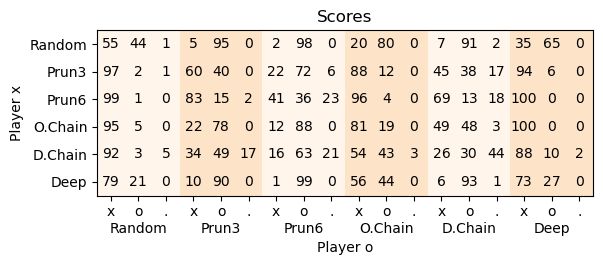 Scores
Player x
Random 55 44 1 5 95 0 2 98 0 20 80 0 7 91 2 35 65 0
Prun3 97 2 1 60 40 0 22 72 6 88 12 0 45 38 17 94 6 0
Prun6 99 1 0 83 15 2 41 36 23 96 4 0 69 13 18 100 0 0
O.Chain 95 5 0 22 78 0 12 88 0 81 19 0 49 48 3 100 0 0
D.Chain 92 3 5 34 49 17 16 63 21 54 43 3 26 30 44 88 10 2
Deep 79 21 0 10 90 0 1 99 0 56 44 0 6 93 1 73 27 0
x o . x o . x o . x o . x o . x o .
Random Prun3 Prun6 O.Chain D.Chain Deep
Player o